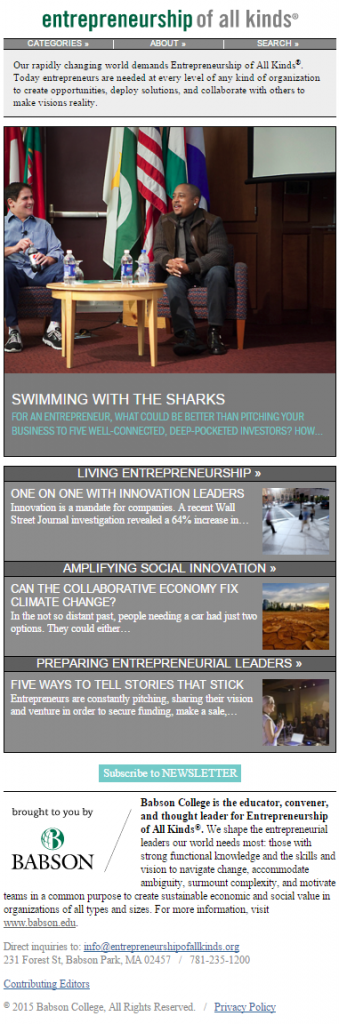 entrepreneurship of all kinds®
CATEGORIES »
ABOUT »
SEARCH »
Our rapidly changing world demands Entrepreneurship of All Kinds®.
Today entrepreneurs are needed at every level of any kind of organization
to create opportunities, deploy solutions, and collaborate with others to
make visions reality.
SWIMMING WITH THE SHARKS
FOR AN ENTREPRENEUR, WHAT COULD BE BETTER THAN PITCHING YOUR
BUSINESS TO FIVE WELL-CONNECTED, DEEP-POCKETED INVESTORS? HOW...
LIVING ENTREPRENEURSHIP »
ONE ON ONE WITH INNOVATION LEADERS
Innovation is a mandate for companies. A recent Wall
Street Journal investigation revealed a 64% increase in...
AMPLIFYING SOCIAL INNOVATION »
CAN THE COLLABORATIVE ECONOMY FIX
CLIMATE CHANGE?
In the not so distant past, people needing a car had just two
options. They could either...
PREPARING ENTREPRENEURIAL LEADERS »
FIVE WAYS TO TELL STORIES THAT STICK
Entrepreneurs are constantly pitching, sharing their vision
and venture in order to secure funding, make a sale,...
Subscribe to NEWSLETTER
brought to you by
BABSON
Babson College is the educator, convener,
and thought leader for Entrepreneurship
of All Kinds®. We shape the entrepreneurial
leaders our world needs most: those with
strong functional knowledge and the skills and
vision to navigate change, accommodate
ambiguity, surmount complexity, and motivate
teams in a common purpose to create sustainable economic and social value in
organizations of all types and sizes. For more information, visit
www.babson.edu.
Direct inquiries to: info@entrepreneurshipofallkinds.org
231 Forest St, Babson Park, MA 02457 / 781-235-1200
Contributing Editors
© 2015 Babson College, All Rights Reserved. / Privacy Policy